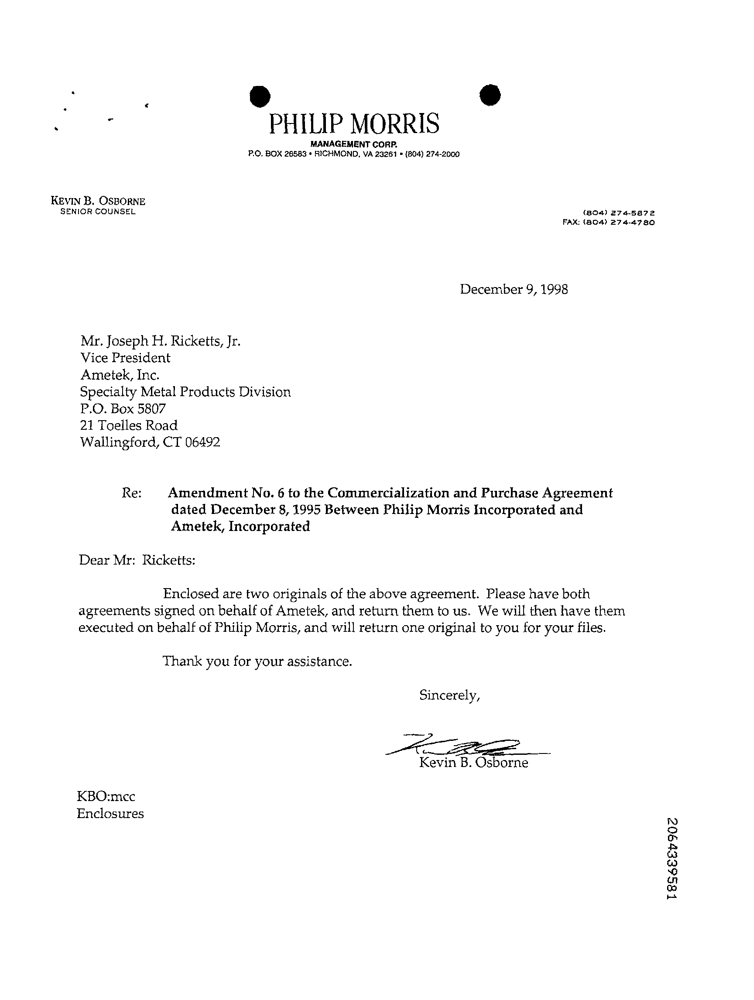 PHILIP MORRIS
MANAGEMENT CORP.
P.O. BOX 26583 • RICHMOND, VA 23261 • (804) 274-2000
KEVIN B. OSBORNE
SENIOR COUNSEL
(804) 274-5872
FAX: (804) 274-4780
December 9, 1998
Mr. Joseph H. Ricketts, Jr.
Vice President
Ametek, Inc.
Specialty Metal Products Division
P.O. Box 5807
21 Toelles Road
Wallingford, CT 06492
Re: Amendment No. 6 to the Commercialization and Purchase Agreement
dated December 8, 1995 Between Philip Morris Incorporated and
Ametek, Incorporated
Dear Mr: Ricketts:
Enclosed are two originals of the above agreement. Please have both
agreements signed on behalf of Ametek, and return them to us. We will then have them
executed on behalf of Philip Morris, and will return one original to you for your files.
Thank you for your assistance.
Sincerely,
Kevin B. Osborne
KBO:mcc
Enclosures
2064339581